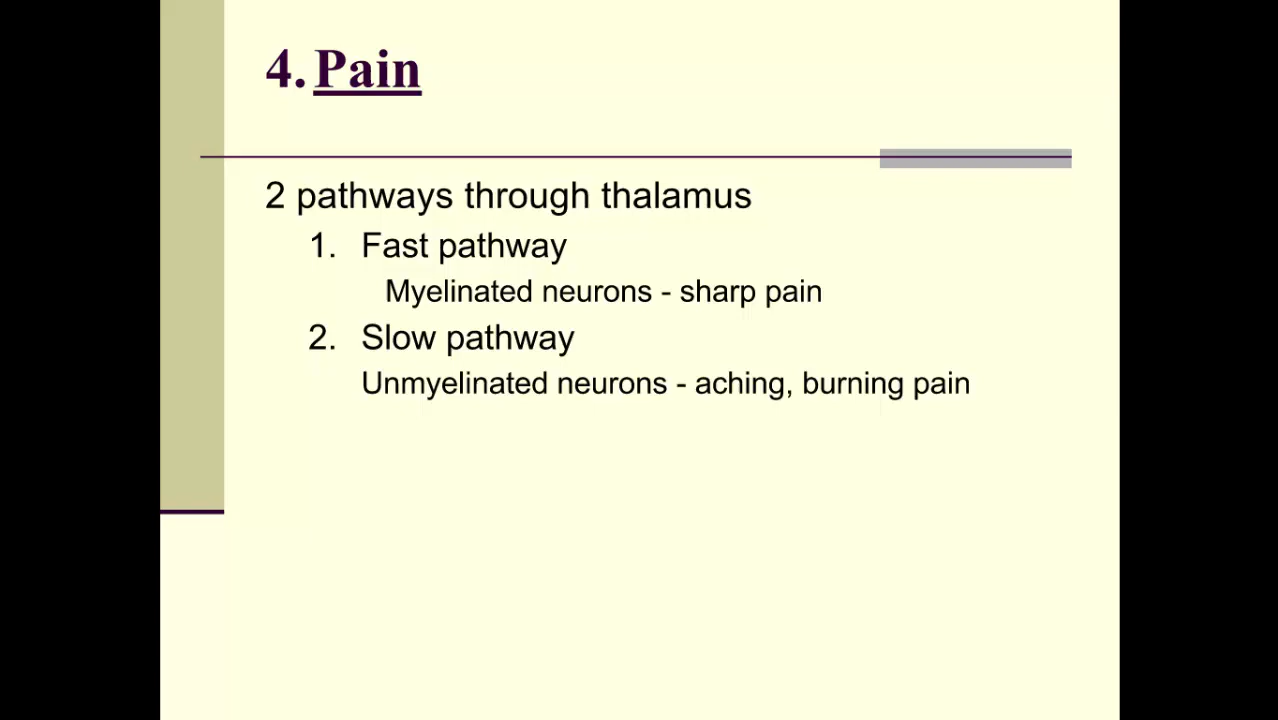 4. Pain
2 pathways through thalamus
1. Fast pathway
Myelinated neurons - sharp pain
2. Slow pathway
Unmyelinated neurons - aching, burning pain